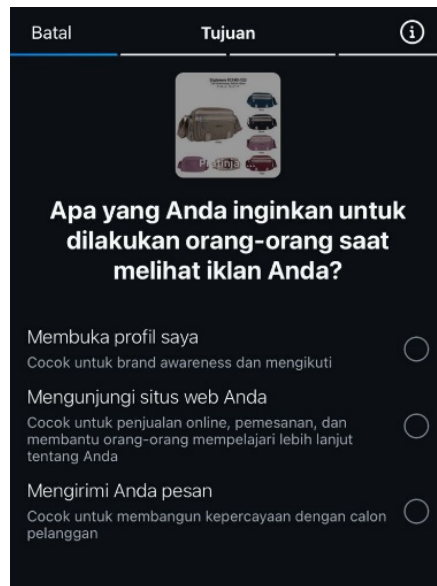 Batal
Tujuan
Apa yang Anda inginkan untuk
dilakukan orang-orang saat
melihat iklan Anda?
Membuka profil saya
Cocok untuk brand awareness dan mengikuti
Mengunjungi situs web Anda
Cocok untuk penjualan online, pemesanan, dan
membantu orang-orang mempelajari lebih lanjut
tentang Anda
Mengirimi Anda pesan
Cocok untuk membangun kepercayaan dengan calon
pelanggan